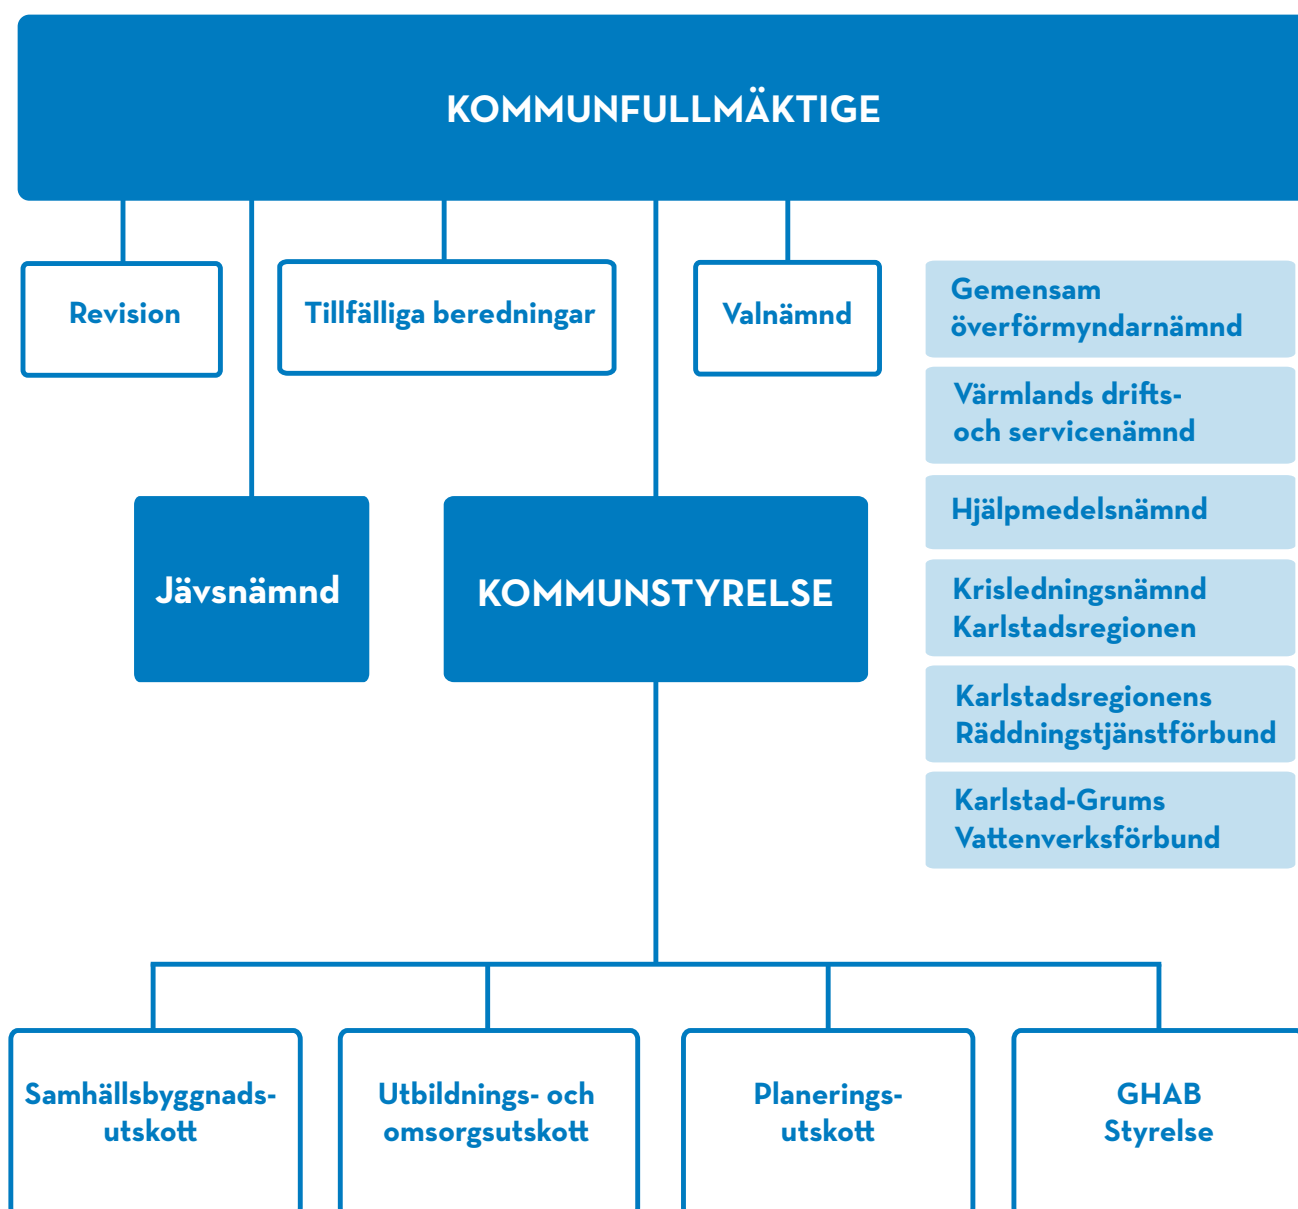 KOMMUNFULLMÄKTIGE
Revision
Tillfälliga beredningar
Valnämnd
Gemensam
överförmyndarnämnd
Värmlands drifts-
och servicenämnd
Hjälpmedelsnämnd
Krisledningsnämnd
Karlstadsregionen
Karlstadsregionens
Räddningstjänstförbund
Karlstad-Grums
Vattenverksförbund
Jävsnämnd
KOMMUNSTYRELSE
Samhällsbyggnads-
utskott
Utbildnings- och
omsorgsutskott
Planerings-
utskott
GHAB
Styrelse